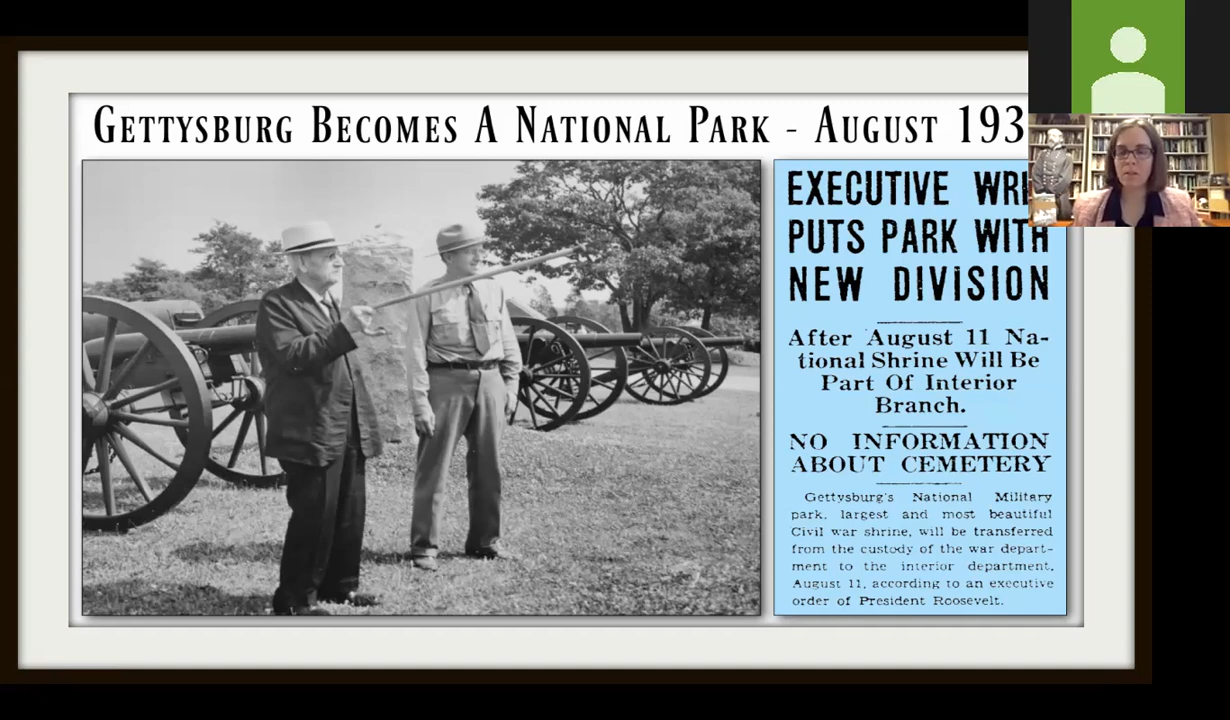 GETTYSBURG BECOMES A NATIONAL PARK - AUGUST 193
EXECUTIVE
PUTS PARK WITH
NEW DIVISION
After August 11 Na-
tional Shrine Will Be
Part Of Interior
Branch.
NO INFORMATION
ABOUT CEMETERY
Gettysburg's National Military
park, largest and most beautiful
Civil war shrine, will be transferred
from the custody of the war depart-
ment to the interior department,
August 11, according to an executive
order of President Roosevelt.